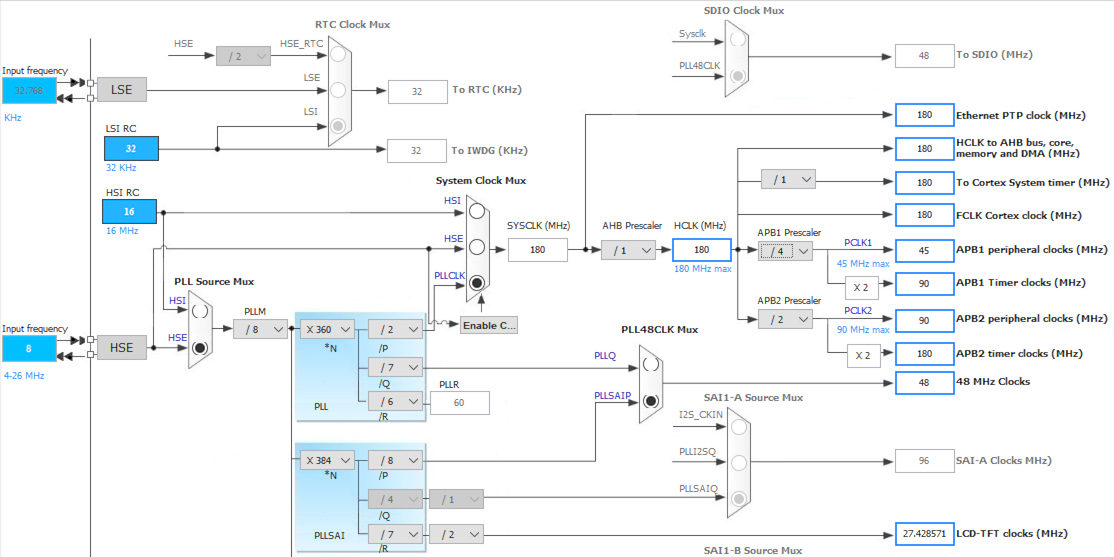 SDIO Clock Mux
RTC Clock Mux
HSE
/ 2
HSE_RTC
Sysclk
PLL48CLK
48
To SDIO (MHz)
Input frequency
32.768
KHz
LSE
LSE
32
To RTC (KHz)
LSI
LSI RC
32
32 KHz
32
To IWDG (KHz)
180
Ethernet PTP clock (MHz)
180
HCLK to AHB bus, core,
memory and DMA (MHz)
/ 1
180
To Cortex System timer (MHz)
180
FCLK Cortex clock (MHz)
HSI RC
16
16 MHz
System Clock Mux
HSI
HSE
PLLCLK
SYSCLK (MHz)
180
AHB Prescaler
/ 1
HCLK (MHz)
180
180 MHz max
APB1 Prescaler
/ 4
PCLK1
45 MHz max
45
APB1 peripheral clocks (MHz)
X 2
90
APB1 Timer clocks (MHz)
APB2 Prescaler
/ 2
PCLK2
90 MHz max
90
APB2 peripheral clocks (MHz)
X 2
180
APB2 timer clocks (MHz)
PLL Source Mux
HSI
HSE
PLLM
/ 8
Input frequency
8
4-26 MHz
HSE
X 360
*N
/ 2
/P
/ 7
/Q
/ 6
/R
PLL
PLLR
60
Enable C...
PLL48CLK Mux
PLLQ
PLLSAIP
48
48 MHz Clocks
SAI1-A Source Mux
I2S_CKIN
PLLI2SQ
PLLSAIQ
96
SAI-A Clocks MHz)
X 384
*N
/ 8
/P
/ 4
/ 1
/Q
PLLSAI
/ 7
/ 2
/R
27.428571
LCD-TFT clocks (MHz)
SAI1-B Source Mux